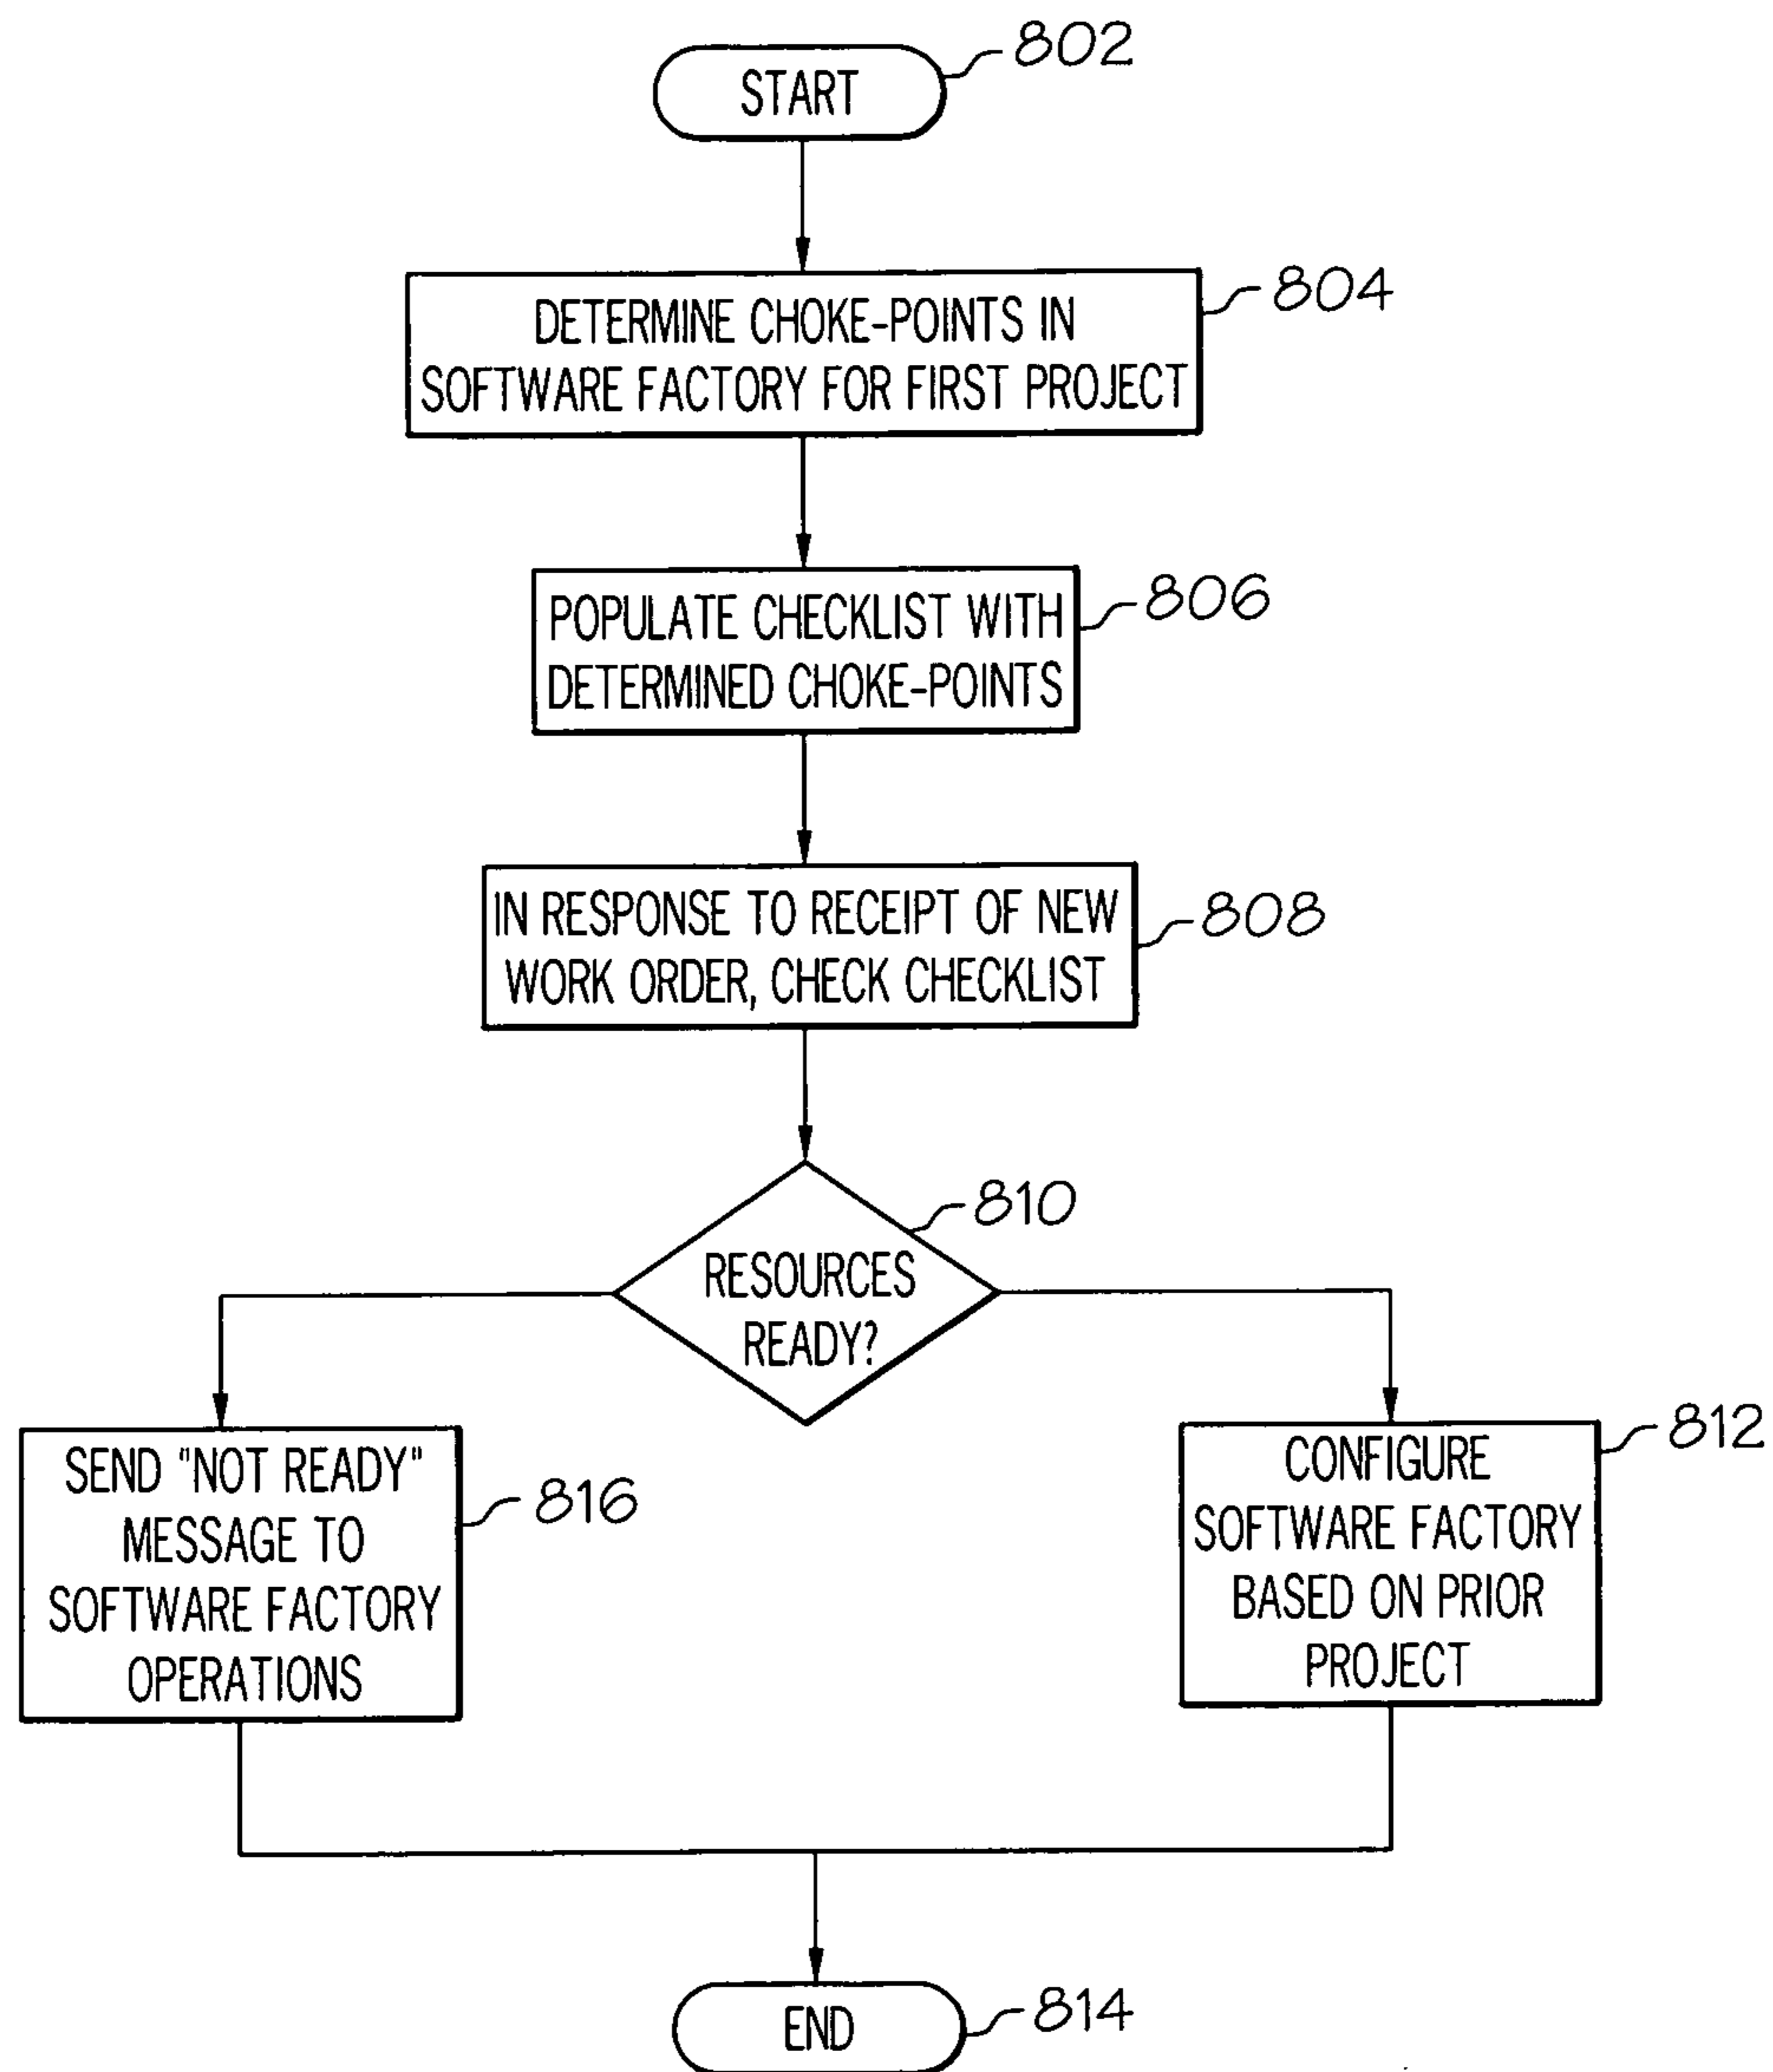 START
802
DETERMINE CHOKE-POINTS IN
SOFTWARE FACTORY FOR FIRST PROJECT
804
POPULATE CHECKLIST WITH
DETERMINED CHOKE-POINTS
806
IN RESPONSE TO RECEIPT OF NEW
WORK ORDER, CHECK CHECKLIST
808
RESOURCES
READY?
810
SEND "NOT READY"
MESSAGE TO
SOFTWARE FACTORY
OPERATIONS
816
CONFIGURE
SOFTWARE FACTORY
BASED ON PRIOR
PROJECT
812
END
814